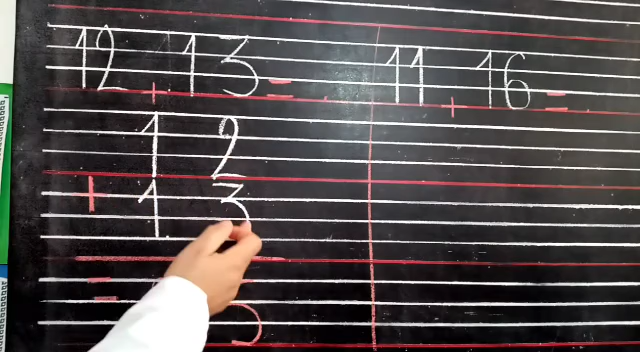 12 + 13 =
11 + 16 =
12
+ 13
=